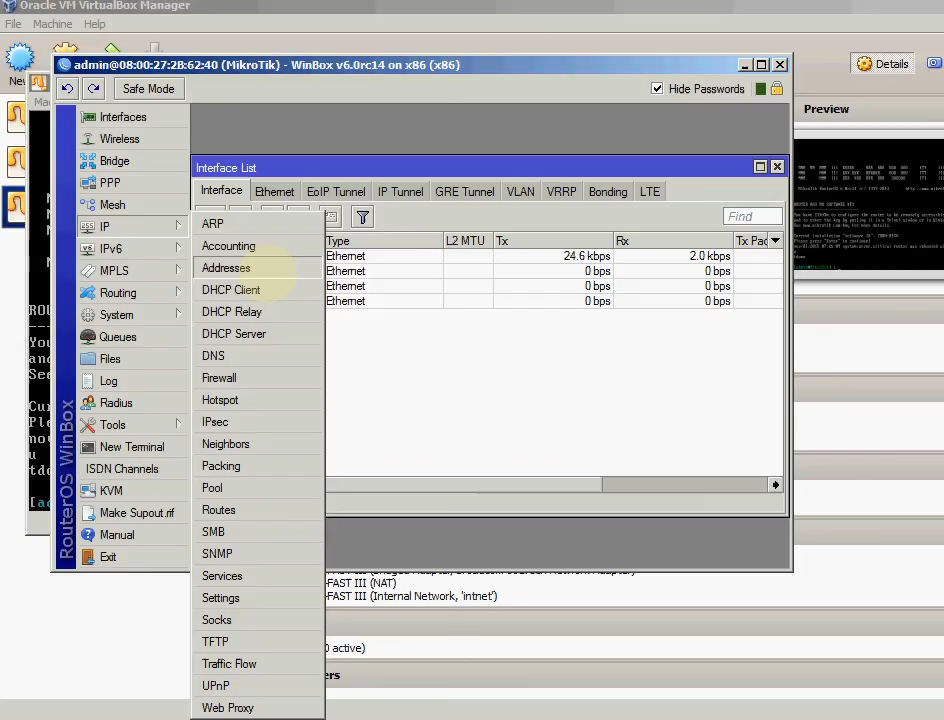 Oracle VM VirtualBox Manager
File Machine Help
New
Details
admin@08:00:27:2B:62:40 (MikroTik) - WinBox v6.0rc14 on x86 (x86)
Safe Mode
Hide Passwords
Preview
Interfaces
Wireless
Bridge
PPP
Mesh
IP
IPv6
MPLS
Routing
System
Queues
Files
Log
Radius
Tools
New Terminal
ISDN Channels
KVM
Make Supout.rif
Manual
Exit
RouterOS WinBox
Interface List
Interface Ethernet EoIP Tunnel IP Tunnel GRE Tunnel VLAN VRRP Bonding LTE
Find
Type L2 MTU Tx Rx Tx Pac
Ethernet 24.6 kbps 2.0 kbps
Ethernet 0 bps 0 bps
Ethernet 0 bps 0 bps
Ethernet 0 bps 0 bps
ARP
Accounting
Addresses
DHCP Client
DHCP Relay
DHCP Server
DNS
Firewall
Hotspot
IPsec
Neighbors
Packing
Pool
Routes
SMB
SNMP
Services
Settings
Socks
TFTP
Traffic Flow
UPnP
Web Proxy
-FAST III (NAT)
-FAST III (Internal Network, 'intnet')
0 active)
ers